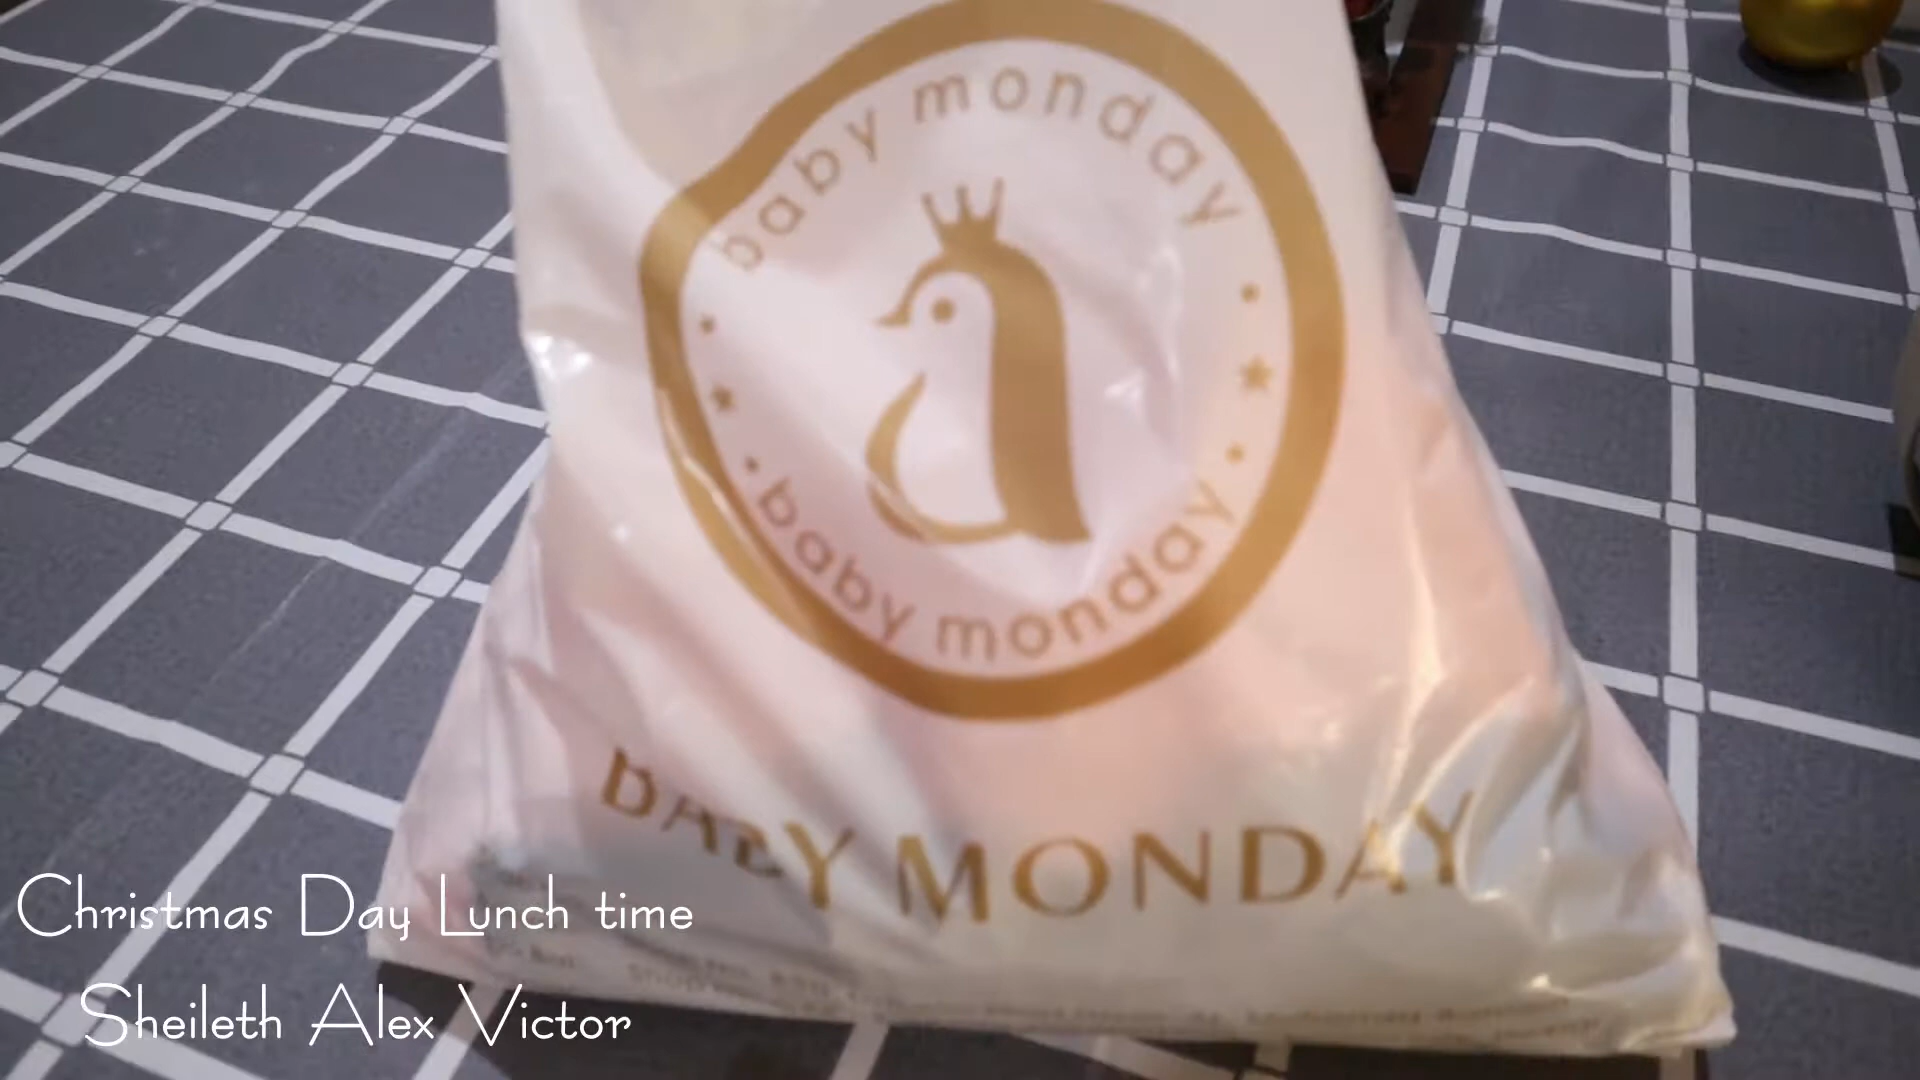 baby monday
baby monday
BABY MONDAY
Christmas Day Lunch time
Sheileth Alex Victor